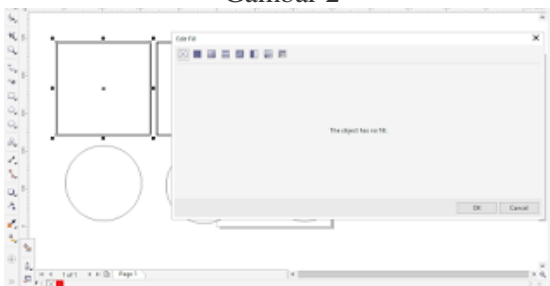 Gambar 2
Edit Fill
The object has no fill.
OK
Cancel
1 of 1
Page 1